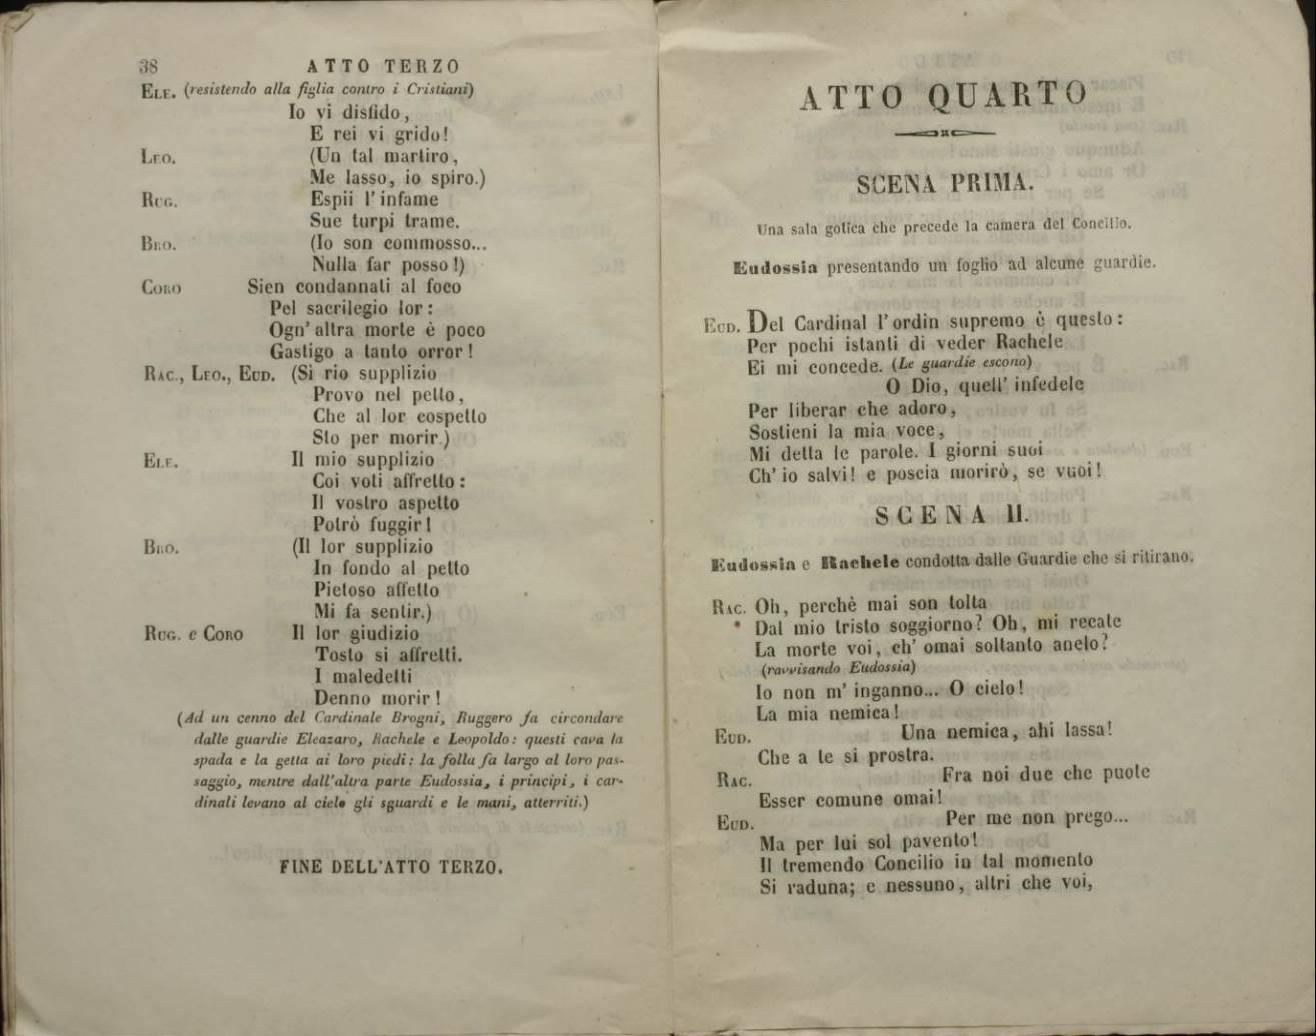 38 ATTO TERZO
ELE. (resistendo alla figlia contro i Cristiani)
Io vi disfido,
E rei vi grido!
LEO. (Un tal martiro,
Me lasso, io spiro.)
RUG. Espii l' infame
Sue turpi trame.
BRO. (Io son commosso...
Nulla far posso!)
CORO Sien condannati al foco
Pel sacrilegio lor:
Ogn' altra morte è poco
Gastigo a tanto orror!
RAC., LEO., EUD. (Si rio supplizio
Provo nel petto,
Che al lor cospetto
Sto per morir.)
ELE. Il mio supplizio
Coi voti affretto:
Il vostro aspetto
Potrò fuggir!
BRO. (Il lor supplizio
In fondo al petto
Pietoso affetto
Mi fa sentir.)
RUG. e CORO Il lor giudizio
Tosto si affretti.
I maledetti
Denno morir!
(Ad un cenno del Cardinale Brogni, Ruggero fa circondare
dalle guardie Eleazaro, Rachele e Leopoldo: questi cava la
spada e la getta ai loro piedi: la folla fa largo al loro pas-
saggio, mentre dall'altra parte Eudossia, i principi, i car-
dinali levano al cielo gli sguardi e le mani, atterriti.)
FINE DELL'ATTO TERZO.
ATTO QUARTO
SCENA PRIMA.
Una sala gotica che precede la camera del Concilio.
Eudossia presentando un foglio ad alcune guardie.
EUD. Del Cardinal l' ordin supremo è questo:
Per pochi istanti di veder Rachele
Ei mi concede. (Le guardie escono)
O Dio, quell' infedele
Per liberar che adoro,
Sostieni la mia voce,
Mi detta le parole. I giorni suoi
Ch' io salvi! e poscia morirò, se vuoi!
SCENA II.
Eudossia e Rachele condotta dalle Guardie che si ritirano.
RAC. Oh, perchè mai son tolta
Dal mio tristo soggiorno? Oh, mi recate
La morte voi, ch' omai soltanto anelo?
(ravvisando Eudossia)
Io non m' inganno... O cielo!
La mia nemica!
EUD. Una nemica, ahi lassa!
Che a te si prostra.
RAC. Fra noi due che puote
Esser comune omai!
EUD. Per me non prego...
Ma per lui sol pavento!
Il tremendo Concilio in tal momento
Si raduna; e nessuno, altri che voi,